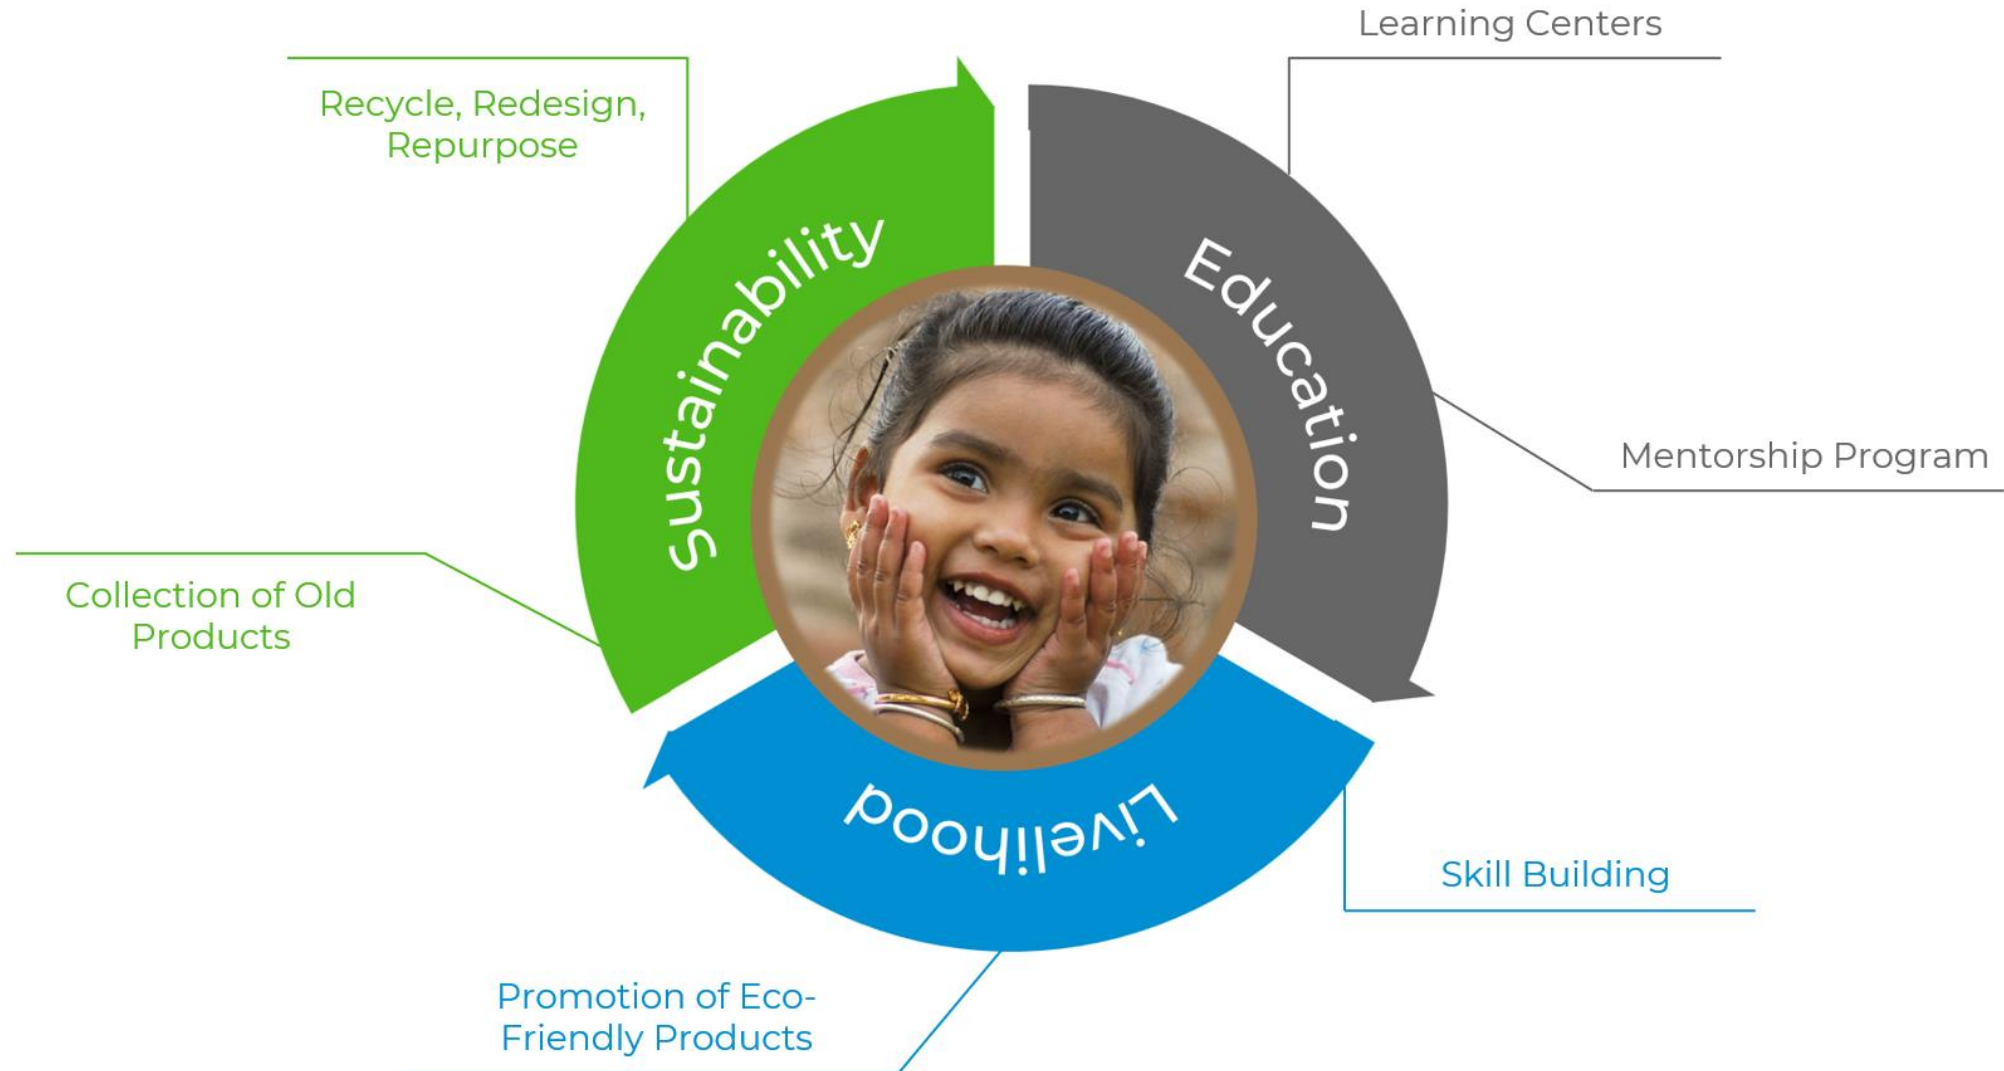 Learning Centers
Recycle, Redesign,
Repurpose
Sustainability
Education
Mentorship Program
Collection of Old
Products
Livelihood
Skill Building
Promotion of Eco-
Friendly Products